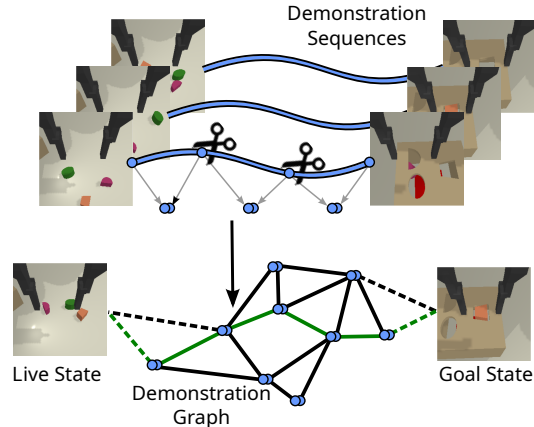 Demonstration
Sequences
Live State
Goal State
Demonstration
Graph